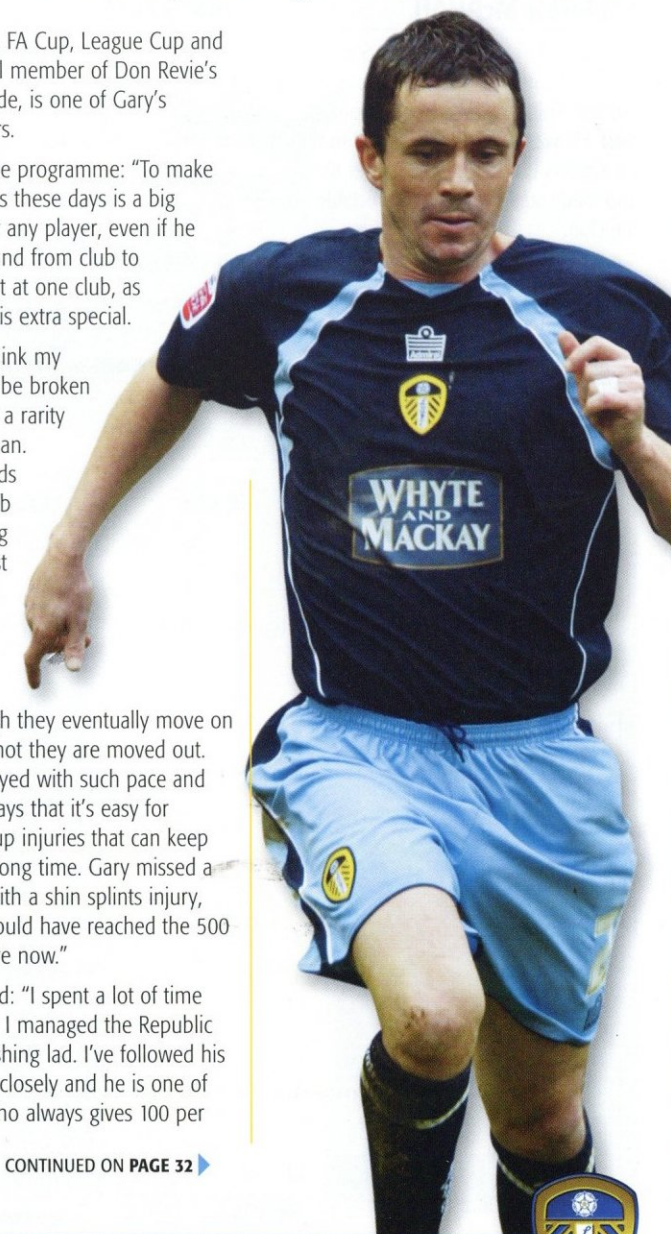 FA Cup, League Cup and
member of Don Revie's
de, is one of Gary's
rs.
e programme: "To make
s these days is a big
any player, even if he
nd from club to
t at one club, as
is extra special.
ink my
be broken
a rarity
an.
ds
b
g
st
h they eventually move on
not they are moved out.
yed with such pace and
ays that it's easy for
up injuries that can keep
ong time. Gary missed a
ith a shin splints injury,
ould have reached the 500
re now."
d: "I spent a lot of time
I managed the Republic
shing lad. I've followed his
closely and he is one of
no always gives 100 per
CONTINUED ON PAGE 32
Admiral
WHYTE
AND
MACKAY